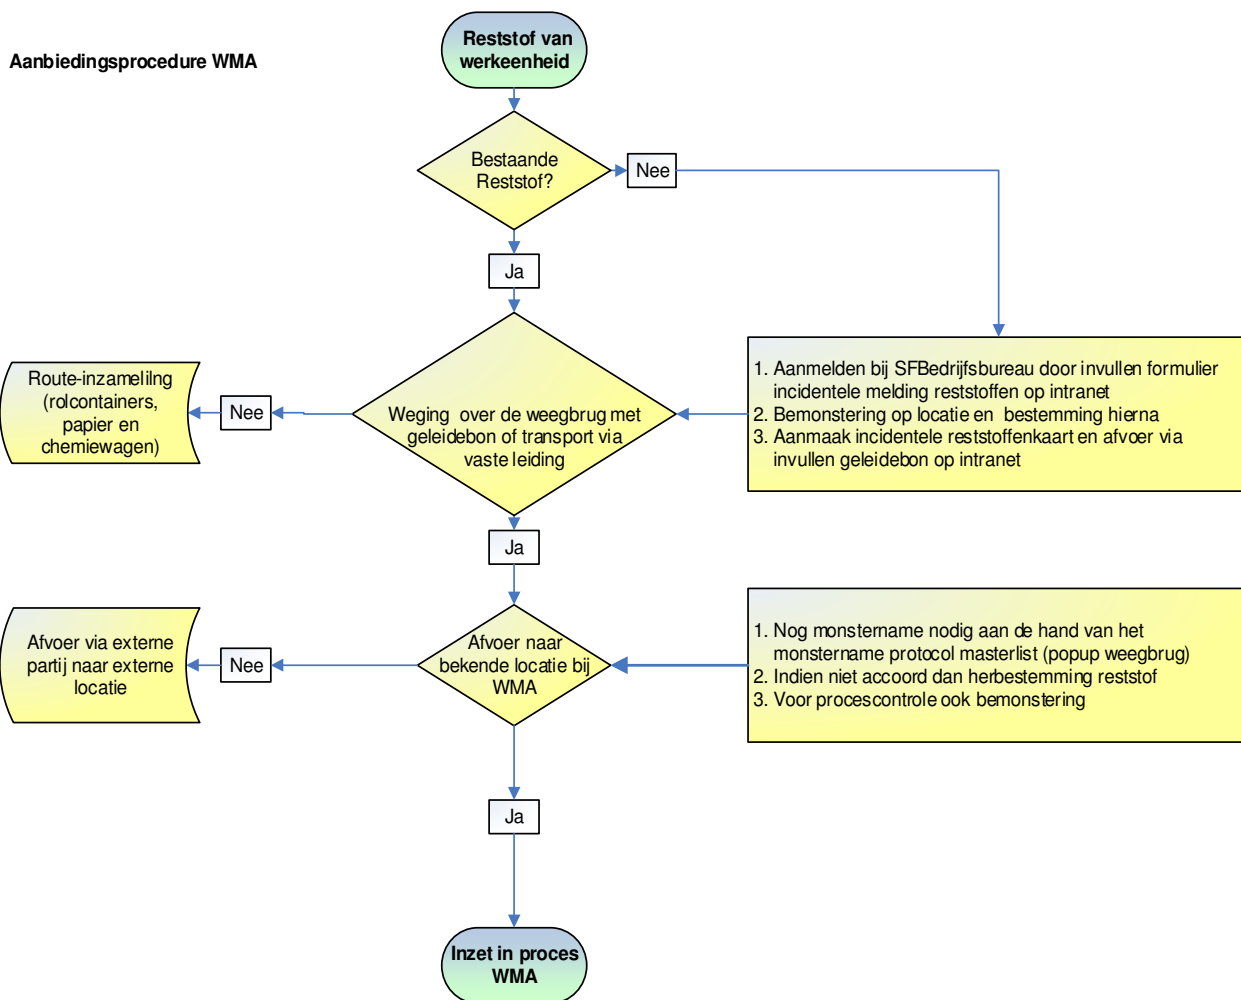 Aanbiedingsprocedure WMA
Reststof van
werkeenheid
Bestaande
Reststof?
Nee
Ja
Route-inzamelilng
(rolcontainers,
papier en
chemiewagen)
Nee
Weging over de weegbrug met
geleidebon of transport via
vaste leiding
1. Aanmelden bij SFBedrijfsbureau door invullen formulier
incidentele melding reststoffen op intranet
2. Bemonstering op locatie en bestemming hierna
3. Aanmaak incidentele reststoffenkaart en afvoer via
invullen geleidebon op intranet
Ja
Afvoer via externe
partij naar externe
locatie
Nee
Afvoer naar
bekende locatie bij
WMA
1. Nog monstername nodig aan de hand van het
monstername protocol masterlist (popup weegbrug)
2. Indien niet accoord dan herbestemming reststof
3. Voor procescontrole ook bemonstering
Ja
Inzet in proces
WMA